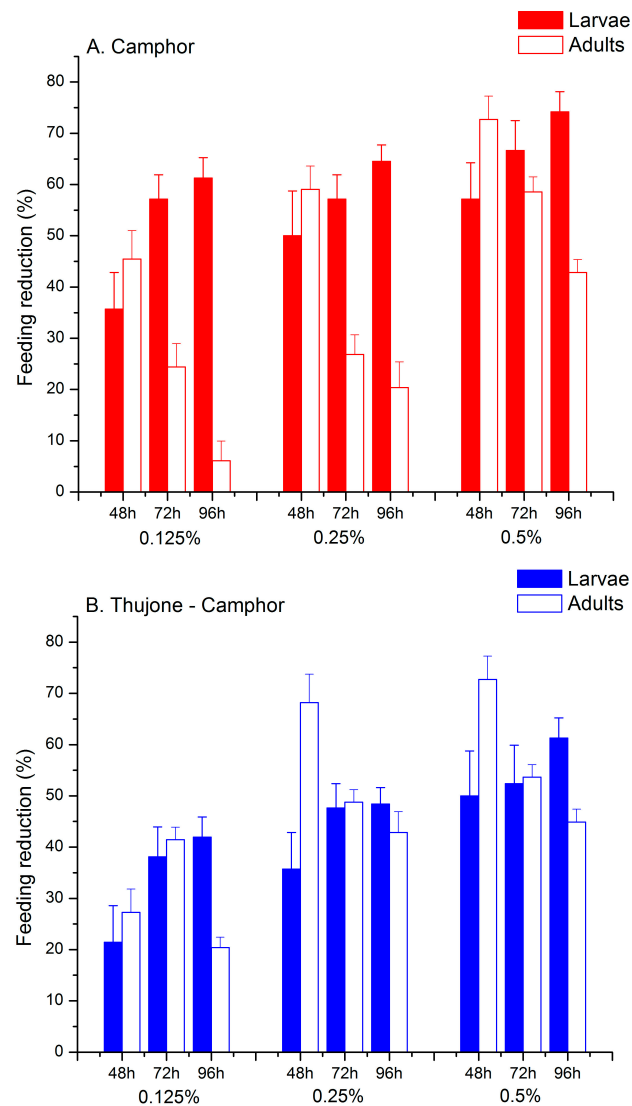 Larvae
Adults
A. Camphor
80
70
60
50
40
30
20
10
0
Feeding reduction (%)
48h 72h 96h 48h 72h 96h 48h 72h 96h
0.125% 0.25% 0.5%
Larvae
Adults
B. Thujone - Camphor
80
70
60
50
40
30
20
10
0
Feeding reduction (%)
48h 72h 96h 48h 72h 96h 48h 72h 96h
0.125% 0.25% 0.5%